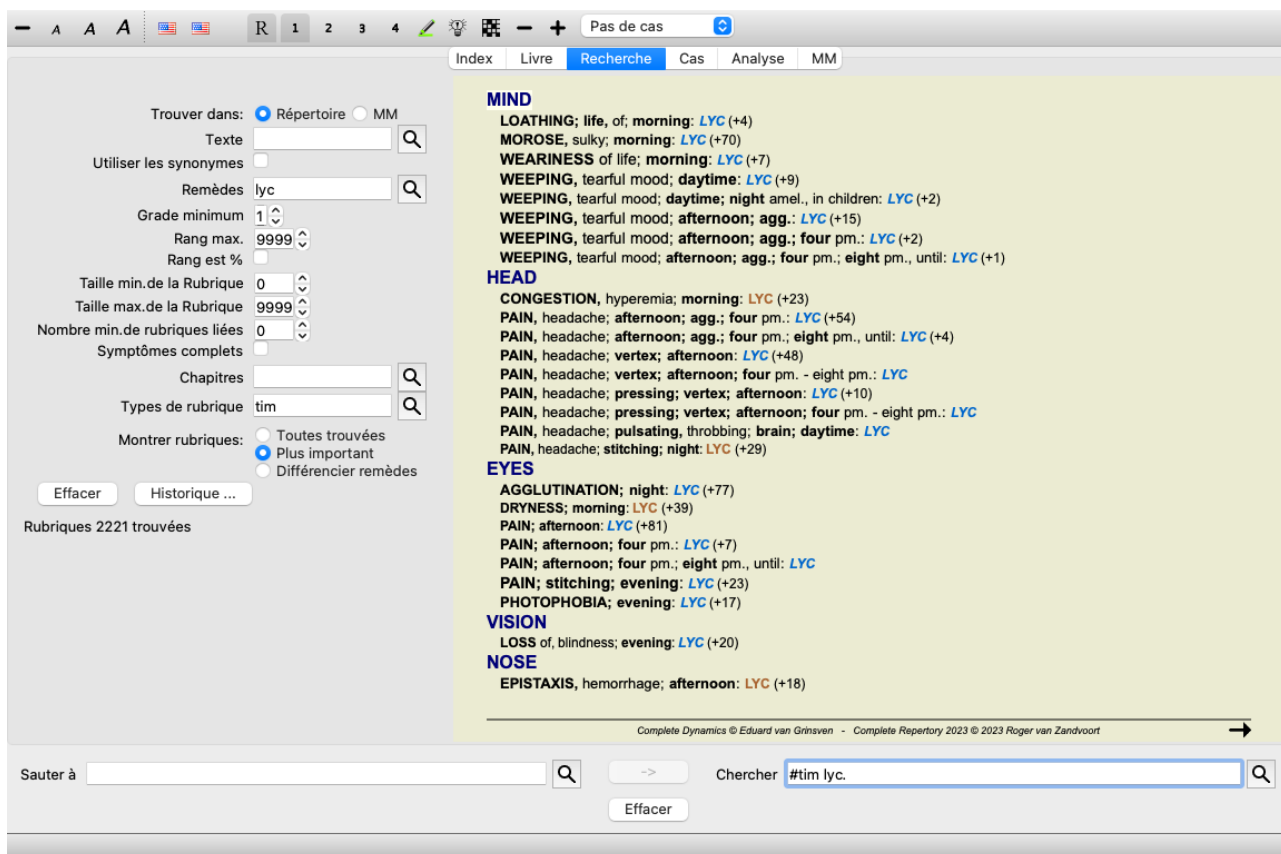 A A A R 1 2 3 4 Pas de cas
Index Livre Recherche Cas Analyse MM
Trouver dans: Répertoire MM
Texte
Utiliser les synonymes
Remèdes lyc
Grade minimum 1
Rang max. 9999
Rang est %
Taille min.de la Rubrique 0
Taille max.de la Rubrique 9999
Nombre min.de rubriques liées 0
Symptômes complets
Chapitres
Types de rubrique tim
Montrer rubriques: Toutes trouvées
Plus important
Différencier remèdes
Effacer Historique ...
Rubriques 2221 trouvées
MIND
LOATHING; life, of; morning: LYC (+4)
MOROSE, sulky; morning: LYC (+70)
WEARINESS of life; morning: LYC (+7)
WEEPING, tearful mood; daytime: LYC (+9)
WEEPING, tearful mood; daytime; night amel., in children: LYC (+2)
WEEPING, tearful mood; afternoon; agg.: LYC (+15)
WEEPING, tearful mood; afternoon; agg.; four pm.: LYC (+2)
WEEPING, tearful mood; afternoon; agg.; four pm.; eight pm., until: LYC (+1)
HEAD
CONGESTION, hyperemia; morning: LYC (+23)
PAIN, headache; afternoon; agg.; four pm.: LYC (+54)
PAIN, headache; afternoon; agg.; four pm.; eight pm., until: LYC (+4)
PAIN, headache; vertex; afternoon: LYC (+48)
PAIN, headache; vertex; afternoon; four pm. - eight pm.: LYC
PAIN, headache; pressing; vertex; afternoon: LYC (+10)
PAIN, headache; pressing; vertex; afternoon; four pm. - eight pm.: LYC
PAIN, headache; pulsating, throbbing; brain; daytime: LYC
PAIN, headache; stitching; night: LYC (+29)
EYES
AGGLUTINATION; night: LYC (+77)
DRYNESS; morning: LYC (+39)
PAIN; afternoon: LYC (+81)
PAIN; afternoon; four pm.: LYC (+7)
PAIN; afternoon; four pm.; eight pm., until: LYC
PAIN; stitching; evening: LYC (+23)
PHOTOPHOBIA; evening: LYC (+17)
VISION
LOSS of, blindness; evening: LYC (+20)
NOSE
EPISTAXIS, hemorrhage; afternoon: LYC (+18)
Complete Dynamics © Eduard van Grinsven - Complete Repertory 2023 © 2023 Roger van Zandvoort
Sauter à -> Chercher #tim lyc.
Effacer